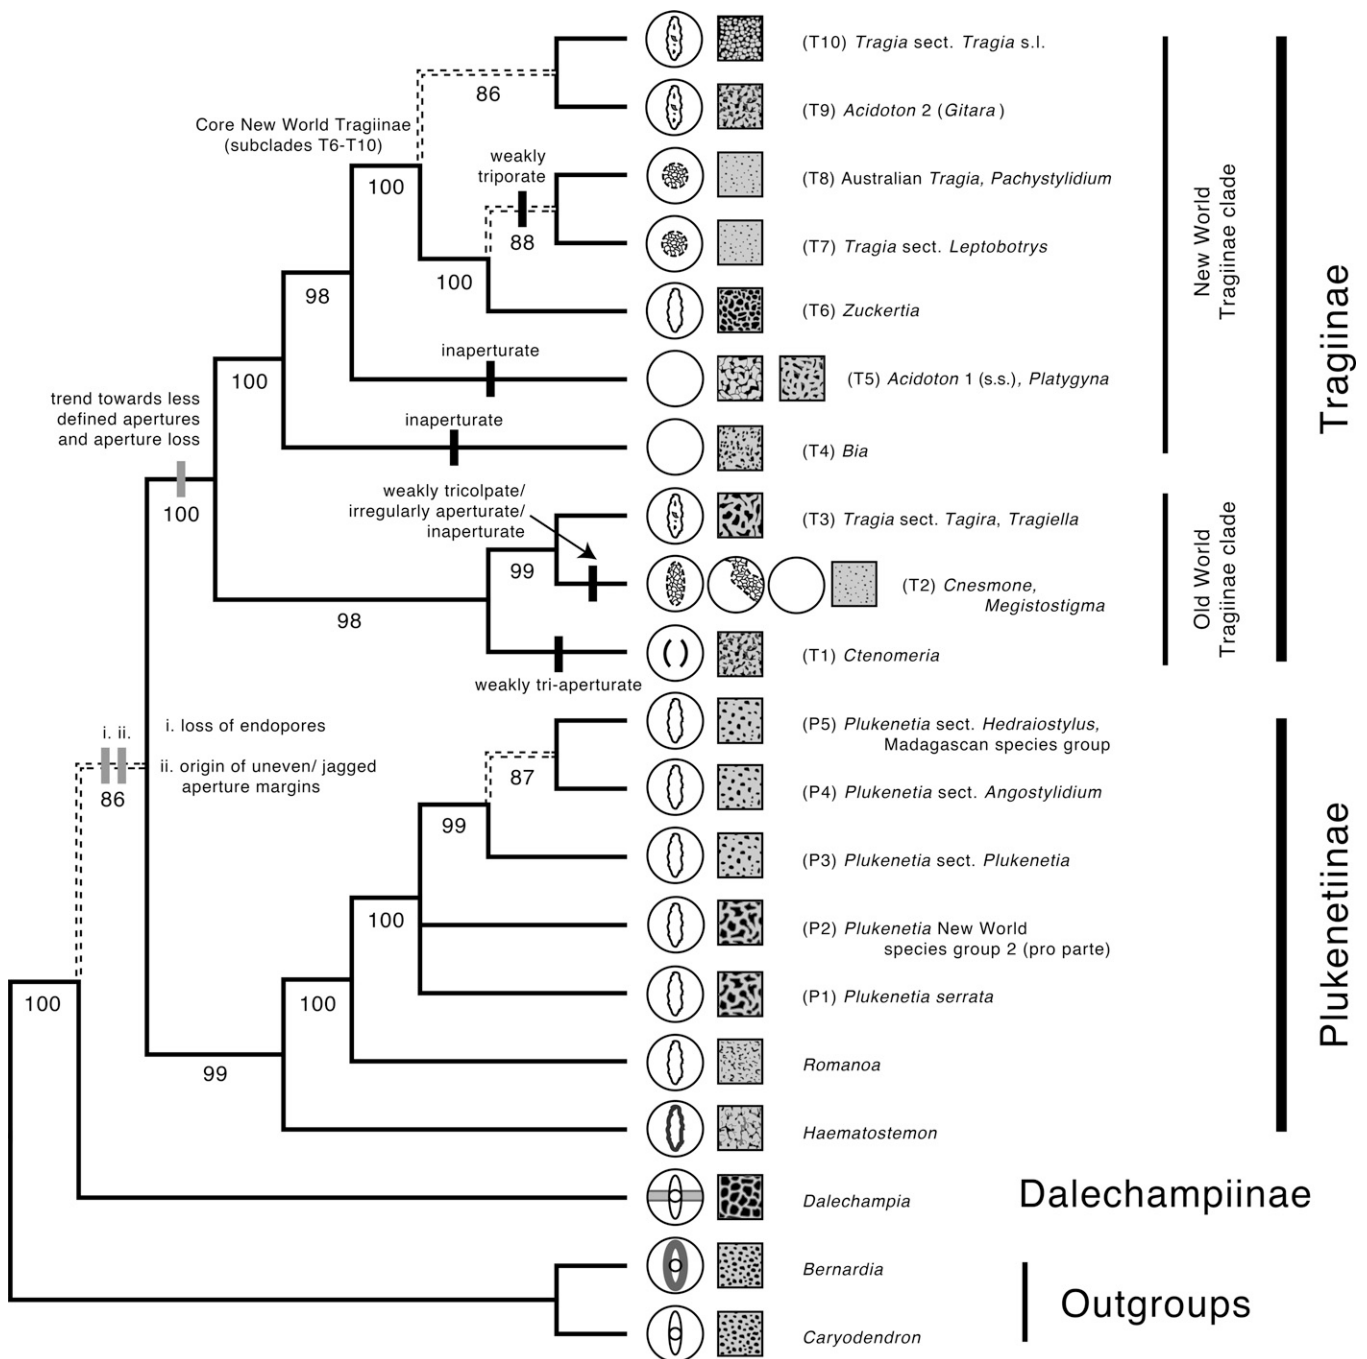 (T10) Tragia sect. Tragia s.l.
86
(T9) Acidoton 2 (Gitara)
Core New World Tragiinae
(subclades T6-T10)
weakly
triporate
100
(T8) Australian Tragia, Pachystylidium
88
(T7) Tragia sect. Leptobotrys
100
98
(T6) Zuckertia
inaperturate
100
(T5) Acidoton 1 (s.s.), Platygyna
trend towards less
defined apertures
and aperture loss
inaperturate
(T4) Bia
weakly tricolpate/
irregularly aperturate/
inaperturate
100
(T3) Tragia sect. Tagira, Tragiella
99
(T2) Cnesmone,
Megistostigma
98
(T1) Ctenomeria
weakly tri-aperturate
New World
Tragiinae clade
Old World
Tragiinae clade
Tragiinae
i. ii.
i. loss of endopores
ii. origin of uneven/ jagged
aperture margins
86
(P5) Plukenetia sect. Hedraiostylus,
Madagascan species group
87
(P4) Plukenetia sect. Angostylidium
99
(P3) Plukenetia sect. Plukenetia
100
(P2) Plukenetia New World
species group 2 (pro parte)
(P1) Plukenetia serrata
100
100
Romanoa
99
Haematostemon
Plukenetiinae
Dalechampia
Dalechampiinae
Bernardia
Outgroups
Caryodendron